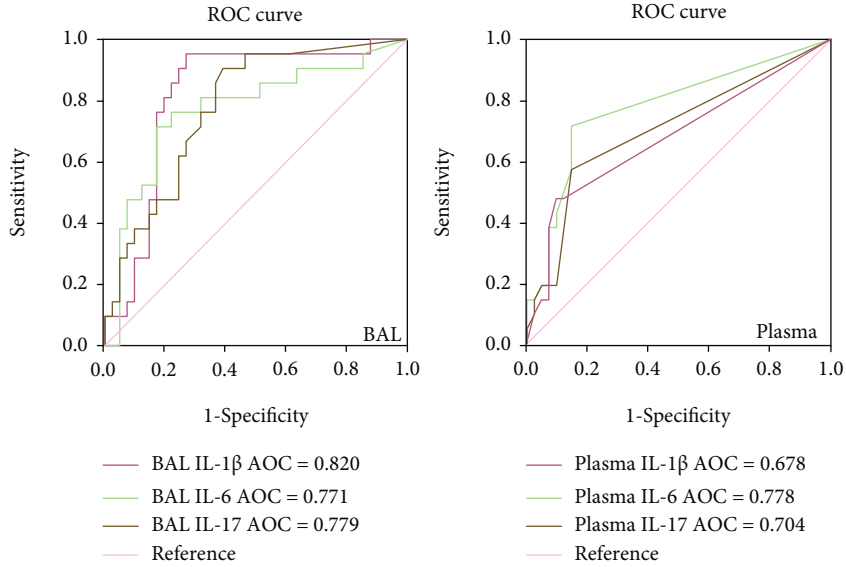 ROC curve
1.0
0.8
0.6
0.4
0.2
0.0
Sensitivity
BAL
0.0 0.2 0.4 0.6 0.8 1.0
1-Specificity
BAL IL-1β AOC = 0.820
BAL IL-6 AOC = 0.771
BAL IL-17 AOC = 0.779
Reference
ROC curve
1.0
0.8
0.6
0.4
0.2
0.0
Sensitivity
Plasma
0.0 0.2 0.4 0.6 0.8 1.0
1-Specificity
Plasma IL-1β AOC = 0.678
Plasma IL-6 AOC = 0.778
Plasma IL-17 AOC = 0.704
Reference